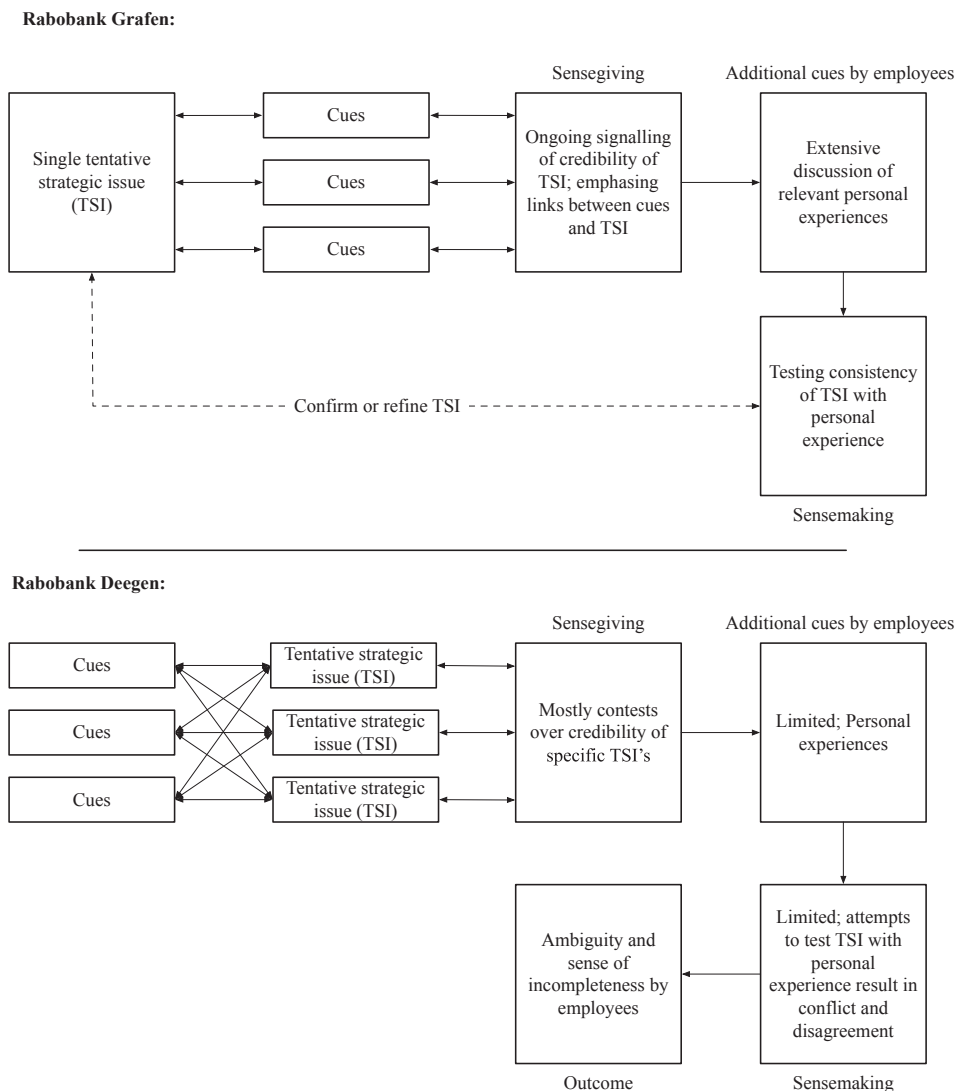 Rabobank Grafen:
Sensegiving
Additional cues by employees
Single tentative
strategic issue
(TSI)
Cues
Cues
Cues
Ongoing signalling
of credibility of
TSI; emphasing
links between cues
and TSI
Extensive
discussion of
relevant personal
experiences
Testing consistency
of TSI with
personal
experience
Confirm or refine TSI
Sensemaking
Rabobank Deegen:
Sensegiving
Additional cues by employees
Cues
Cues
Cues
Tentative strategic
issue (TSI)
Tentative strategic
issue (TSI)
Tentative strategic
issue (TSI)
Mostly contests
over credibility of
specific TSI's
Limited; Personal
experiences
Ambiguity and
sense of
incompleteness by
employees
Limited; attempts
to test TSI with
personal
experience result in
conflict and
disagreement
Outcome
Sensemaking